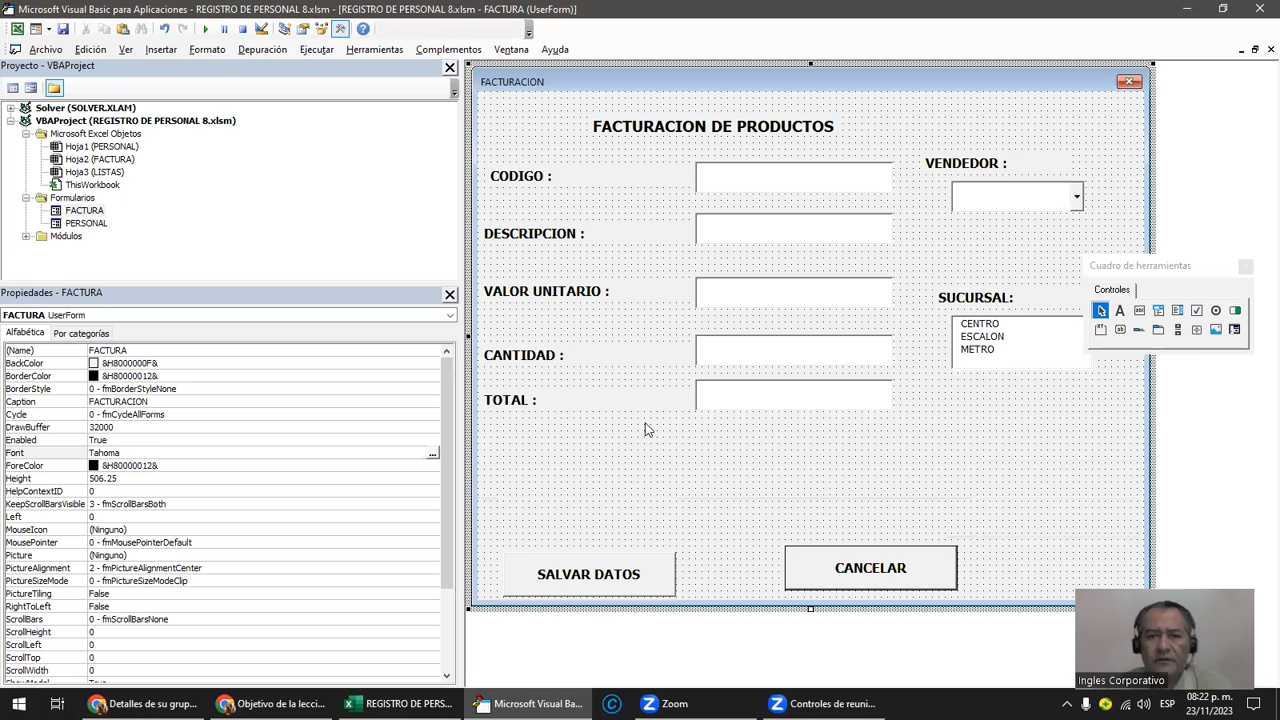 Microsoft Visual Basic para Aplicaciones - REGISTRO DE PERSONAL 8.xlsm - [REGISTRO DE PERSONAL 8.xlsm - FACTURA (UserForm)]
Archivo Edición Ver Insertar Formato Depuración Ejecutar Herramientas Complementos Ventana Ayuda
Proyecto - VBAProject
Solver (SOLVER.XLAM)
VBAProject (REGISTRO DE PERSONAL 8.xlsm)
Microsoft Excel Objetos
Hoja1 (PERSONAL)
Hoja2 (FACTURA)
Hoja3 (LISTAS)
ThisWorkbook
Formularios
FACTURA
PERSONAL
Módulos
Propiedades - FACTURA
FACTURA UserForm
Alfabética Por categorías
(Name) FACTURA
BackColor &H8000000F&
BorderColor &H80000012&
BorderStyle 0 - fmBorderStyleNone
Caption FACTURACION
Cycle 0 - fmCycleAllForms
DrawBuffer 32000
Enabled True
Font Tahoma ...
ForeColor &H80000012&
Height 506.25
HelpContextID 0
KeepScrollBarsVisible 3 - fmScrollBarsBoth
Left 0
MouseIcon (Ninguno)
MousePointer 0 - fmMousePointerDefault
Picture (Ninguno)
PictureAlignment 2 - fmPictureAlignmentCenter
PictureSizeMode 0 - fmPictureSizeModeClip
PictureTiling False
RightToLeft False
ScrollBars 0 - fmScrollBarsNone
ScrollHeight 0
ScrollLeft 0
ScrollTop 0
ScrollWidth 0
FACTURACION
FACTURACION DE PRODUCTOS
CODIGO :
VENDEDOR :
DESCRIPCION :
VALOR UNITARIO :
SUCURSAL:
CENTRO
ESCALON
METRO
CANTIDAD :
TOTAL :
SALVAR DATOS
CANCELAR
Cuadro de herramientas
Controles
Ingles Corporativo
Detalles de su grup...
Objetivo de la lecci...
REGISTRO DE PERSO...
Microsoft Visual Ba...
Zoom
Controles de reuni...
ESP
08:22 p. m.
23/11/2023